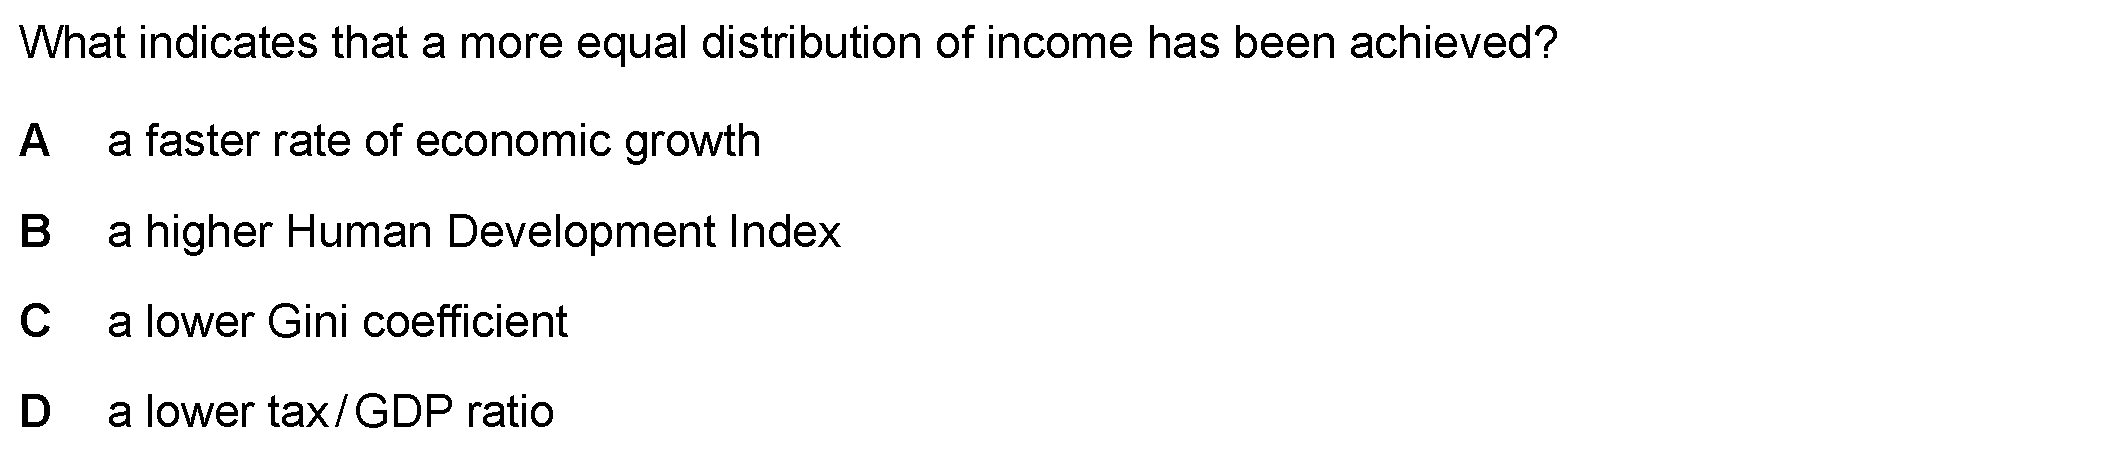 What indicates that a more equal distribution of income has been achieved?
A a faster rate of economic growth
B a higher Human Development Index
C a lower Gini coefficient
D a lower tax/GDP ratio